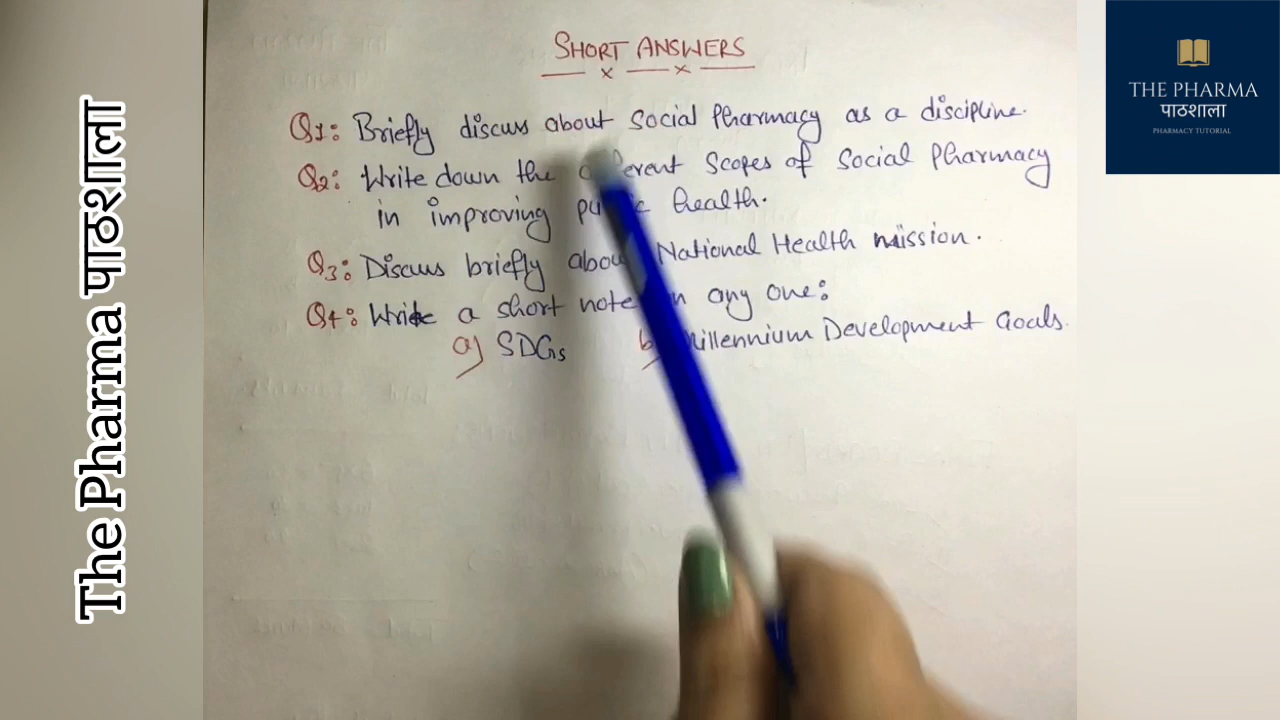 SHORT ANSWERS
Q1: Briefly discuss about Social Pharmacy as a discipline.
Q2: Write down the Scopes of Social Pharmacy
in improving health.
Q3: Discuss briefly National Health mission.
Q4: Write a short note any one:
a) SDGs b) Development Goals.
The Pharma पाठशाला
THE PHARMA
पाठशाला
PHARMACY TUTORIAL